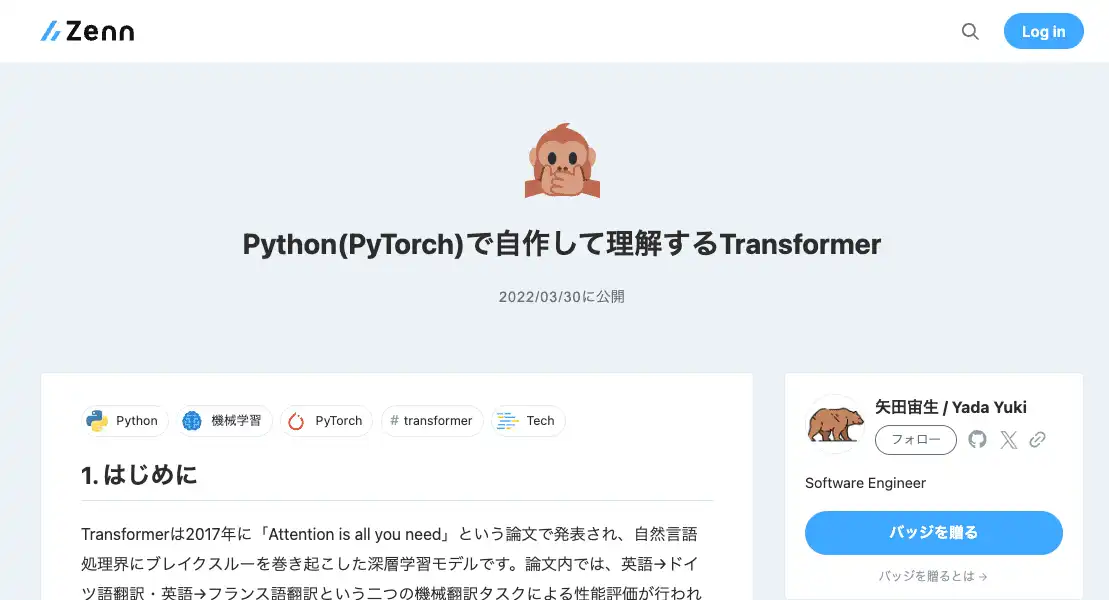 Zenn
Log in
Python(PyTorch)で自作して理解するTransformer
2022/03/30に公開
Python
機械学習
PyTorch
# transformer
Tech
1. はじめに
Transformerは2017年に「Attention is all you need」という論文で発表され、自然言語
処理界にブレイクスルーを巻き起こした深層学習モデルです。論文内では、英語→ドイ
ツ語翻訳・英語→フランス語翻訳という二つの機械翻訳タスクによる性能評価が行われ
矢田宙生 / Yada Yuki
フォロー
Software Engineer
バッジを贈る
バッジを贈るとは →